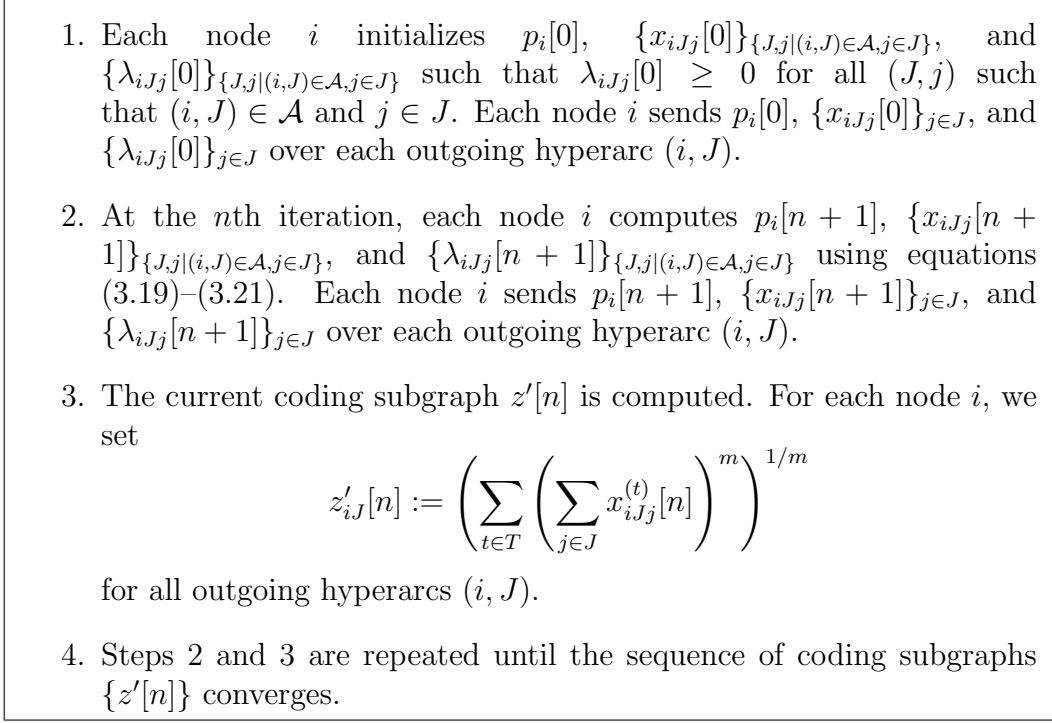 1. Each node i initializes p_i[0], {x_{iJj}[0]}_{\{J,j|(i,J)∈𝒜,j∈J\}}, and
{λ_{iJj}[0]}_{\{J,j|(i,J)∈𝒜,j∈J\}} such that λ_{iJj}[0] ≥ 0 for all (J, j) such
that (i, J) ∈ 𝒜 and j ∈ J. Each node i sends p_i[0], {x_{iJj}[0]}_{j∈J}, and
{λ_{iJj}[0]}_{j∈J} over each outgoing hyperarc (i, J).
2. At the nth iteration, each node i computes p_i[n + 1], {x_{iJj}[n +
1]}_{\{J,j|(i,J)∈𝒜,j∈J\}}, and {λ_{iJj}[n + 1]}_{\{J,j|(i,J)∈𝒜,j∈J\}} using equations
(3.19)–(3.21). Each node i sends p_i[n + 1], {x_{iJj}[n + 1]}_{j∈J}, and
{λ_{iJj}[n + 1]}_{j∈J} over each outgoing hyperarc (i, J).
3. The current coding subgraph z′[n] is computed. For each node i, we
set
z′_{iJ}[n] := (∑_{t∈T} (∑_{j∈J} x_{iJj}^{(t)}[n])^m)^{1/m}
for all outgoing hyperarcs (i, J).
4. Steps 2 and 3 are repeated until the sequence of coding subgraphs
{z′[n]} converges.